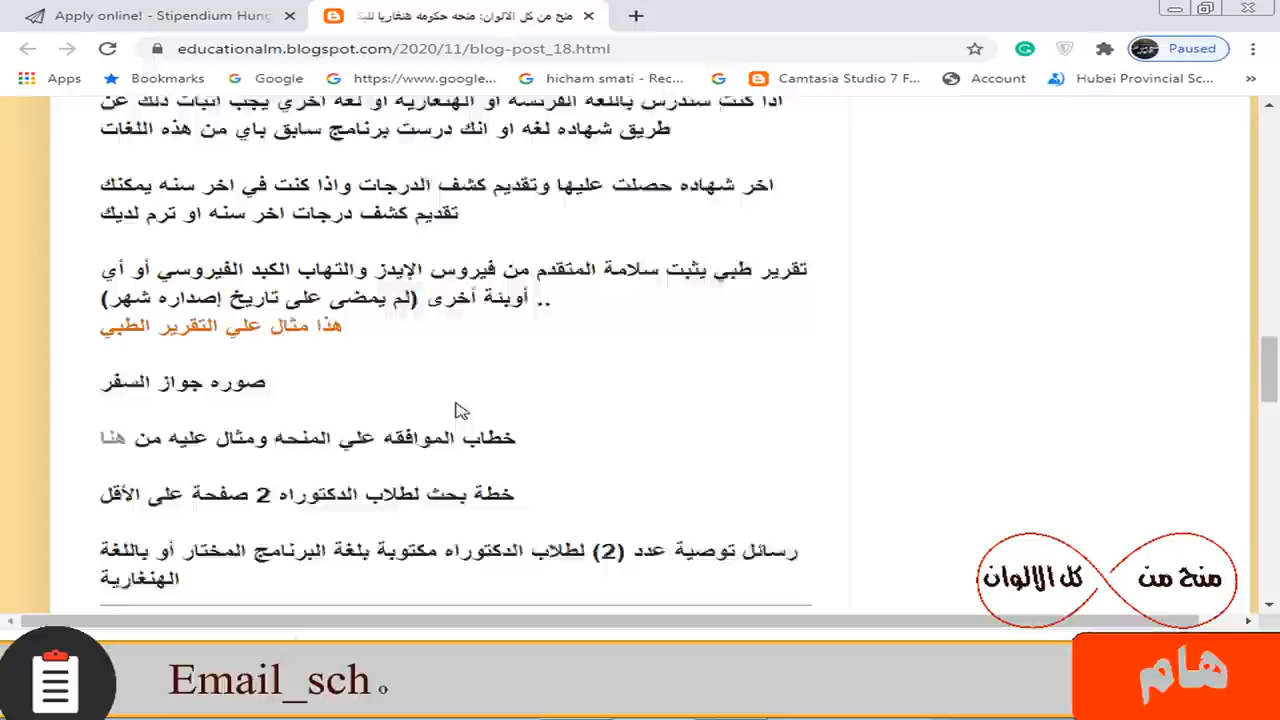 Apply online! - Stipendium Hung
منح من كل الالوان: منحه حكومه هنغاريا للبك
Paused
educationalm.blogspot.com/2020/11/blog-post_18.html
Apps
Bookmarks
Google
https://www.google...
hicham smati - Rec...
Camtasia Studio 7 F...
Account
Hubei Provincial Sc...
»
اذا كنت ستدرس باللغه الفرنسه او الهنغاريه او لغه اخري يجب اثبات ذلك عن
طريق شهاده لغه او انك درست برنامج سابق باي من هذه اللغات
اخر شهاده حصلت عليها وتقديم كشف الدرجات واذا كنت في اخر سنه يمكنك
تقديم كشف درجات اخر سنه او ترم لديك
تقرير طبي يثبت سلامة المتقدم من فيروس الإيدز والتهاب الكبد الفيروسي أو أي
.. أوبنة أخرى (لم يمضى على تاريخ إصداره شهر)
هذا مثال علي التقرير الطبي
صوره جواز السفر
خطاب الموافقه علي المنحه ومثال عليه من هنا
خطة بحث لطلاب الدكتوراه 2 صفحة على الأقل
رسائل توصية عدد (2) لطلاب الدكتوراه مكتوبة بلغة البرنامج المختار أو باللغة
الهنغارية
منح من كل الالوان
Email_sch
هام